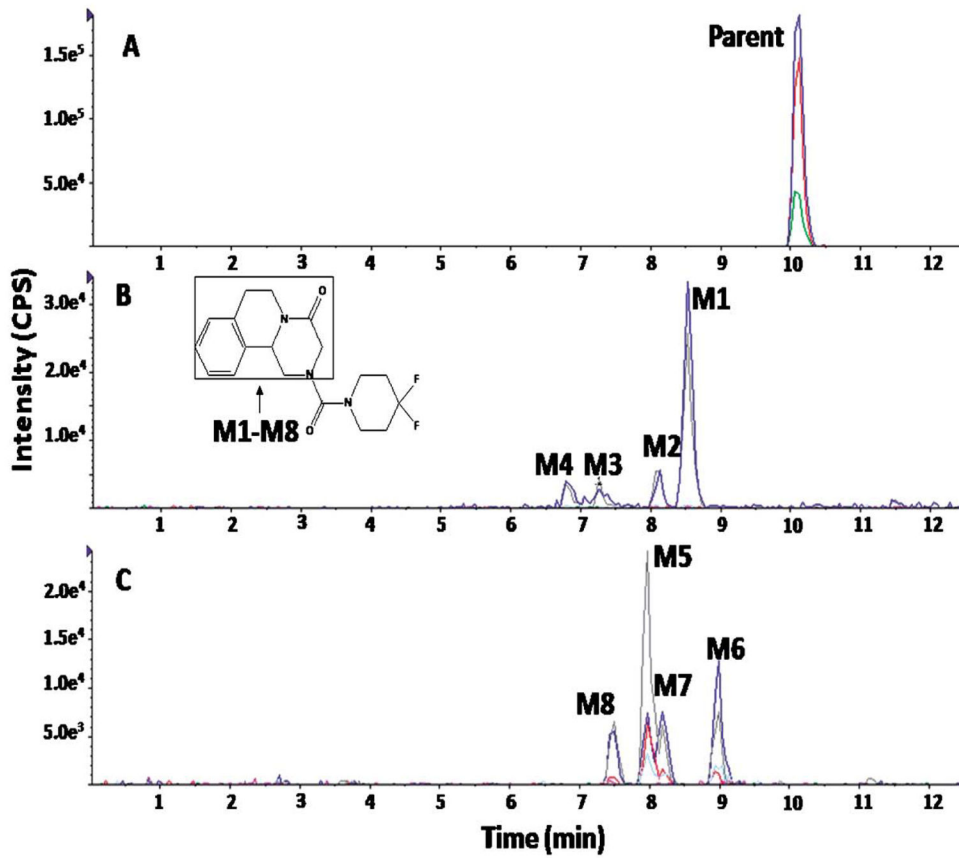 A
Parent
1.5e⁵
1.0e⁵
5.0e⁴
1 2 3 4 5 6 7 8 9 10 11 12
B
M1
3.0e⁴
2.0e⁴
1.0e⁴
O
N
N
N
O
F
F
M1-M8
M4 M3 M2
1 2 3 4 5 6 7 8 9 10 11 12
C
M5
2.0e⁴
1.5e⁴
1.0e⁴
5.0e³
M8
M7
M6
1 2 3 4 5 6 7 8 9 10 11 12
Intensity (CPS)
Time (min)